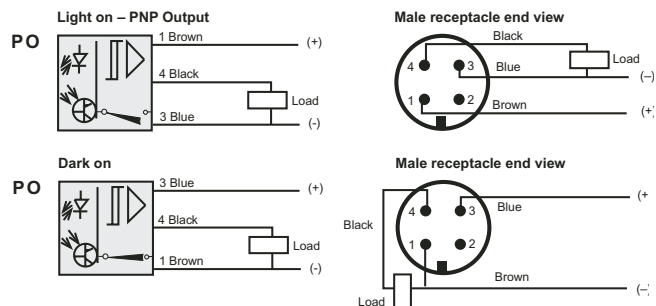 Light on – PNP Output
PO
1 Brown
(+)
4 Black
Load
3 Blue
(-)
Male receptacle end view
Black
4
3
Load
Blue
(–)
1
2
Brown
(+)
Dark on
PO
3 Blue
(+)
4 Black
Load
1 Brown
(-)
Male receptacle end view
(+
4
3
Blue
Black
1
2
Brown
(–)
Load